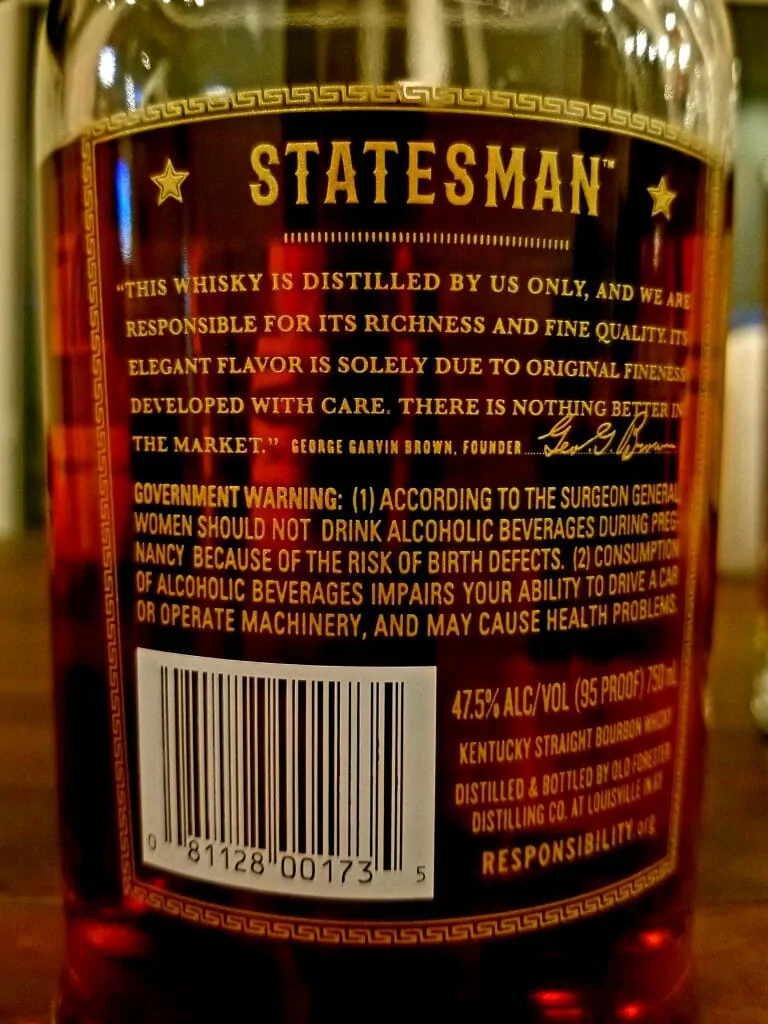 STATESMAN™
"THIS WHISKY IS DISTILLED BY US ONLY, AND WE ARE
RESPONSIBLE FOR ITS RICHNESS AND FINE QUALITY. ITS
ELEGANT FLAVOR IS SOLELY DUE TO ORIGINAL FINENESS
DEVELOPED WITH CARE. THERE IS NOTHING BETTER IN
THE MARKET." GEORGE GARVIN BROWN, FOUNDER Geo. G. Brown
GOVERNMENT WARNING: (1) ACCORDING TO THE SURGEON GENERAL,
WOMEN SHOULD NOT DRINK ALCOHOLIC BEVERAGES DURING PREG-
NANCY BECAUSE OF THE RISK OF BIRTH DEFECTS. (2) CONSUMPTION
OF ALCOHOLIC BEVERAGES IMPAIRS YOUR ABILITY TO DRIVE A CAR
OR OPERATE MACHINERY, AND MAY CAUSE HEALTH PROBLEMS.
47.5% ALC/VOL (95 PROOF) 750 mL
KENTUCKY STRAIGHT BOURBON WHISKY
DISTILLED & BOTTLED BY OLD FORESTER
DISTILLING CO. AT LOUISVILLE IN KY
RESPONSIBILITY.org
0 81128 00173 5